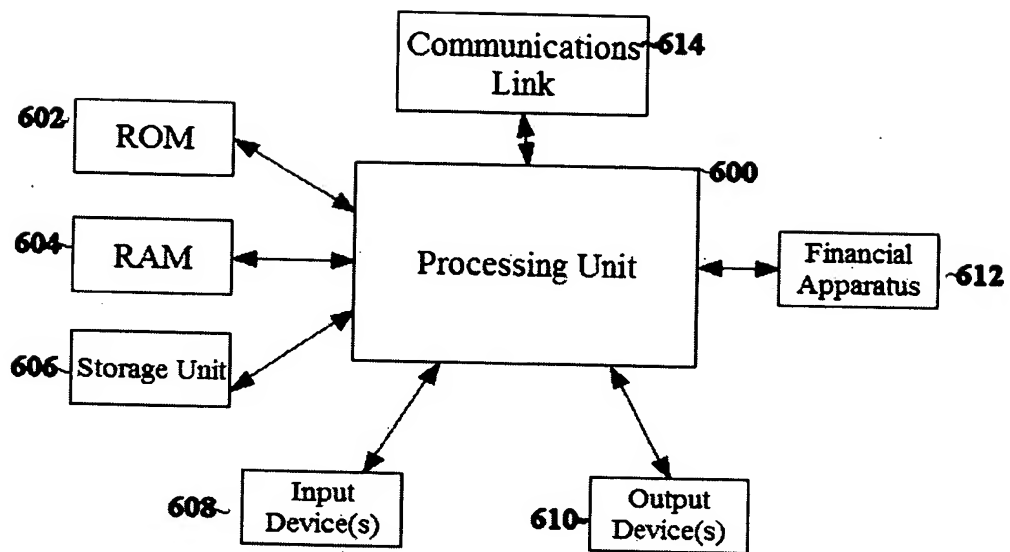 Communications
Link
614
602
ROM
600
604
RAM
Processing Unit
Financial
Apparatus
612
606
Storage Unit
608
Input
Device(s)
610
Output
Device(s)